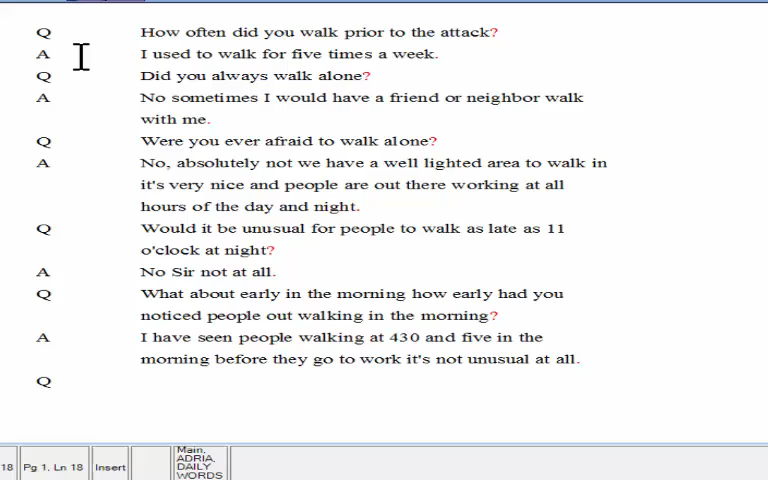 Q How often did you walk prior to the attack?
A I used to walk for five times a week.
Q Did you always walk alone?
A No sometimes I would have a friend or neighbor walk
with me.
Q Were you ever afraid to walk alone?
A No, absolutely not we have a well lighted area to walk in
it's very nice and people are out there working at all
hours of the day and night.
Q Would it be unusual for people to walk as late as 11
o'clock at night?
A No Sir not at all.
Q What about early in the morning how early had you
noticed people out walking in the morning?
A I have seen people walking at 430 and five in the
morning before they go to work it's not unusual at all.
Q
18 Pg 1, Ln 18 Insert
Main,
ADRIA,
DAILY
WORDS